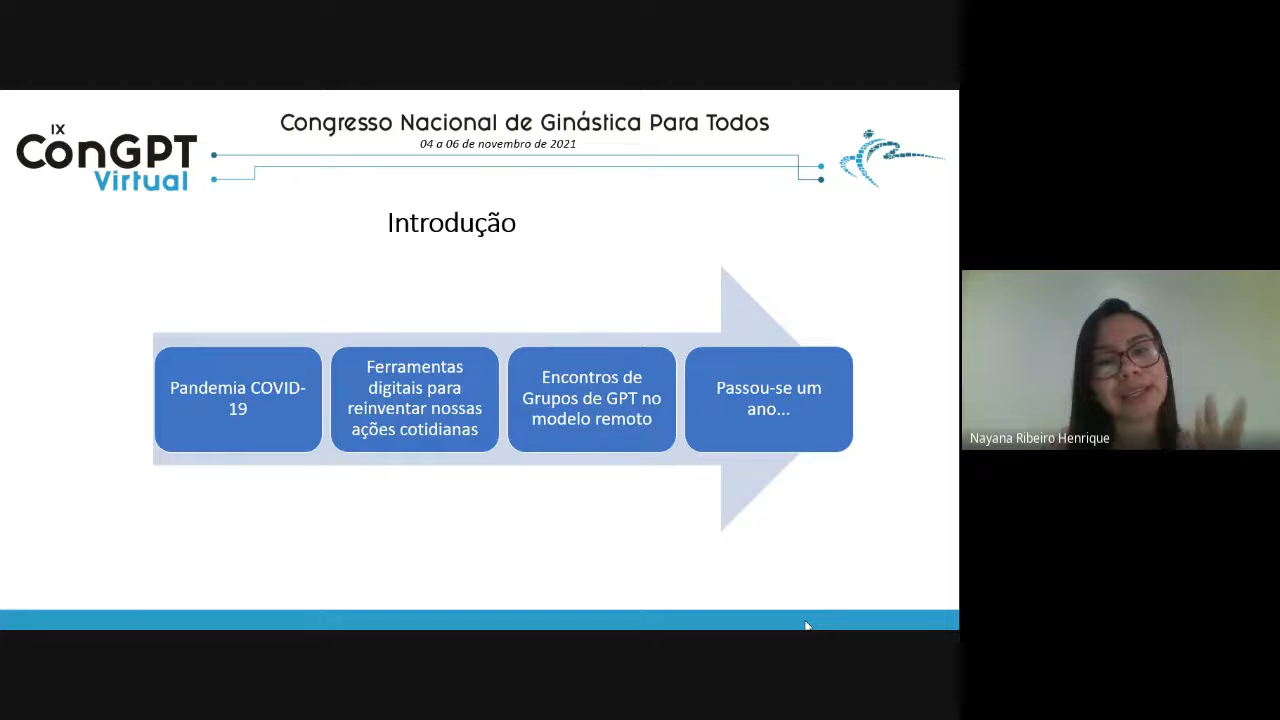 IX
ConGPT
Virtual
Congresso Nacional de Ginástica Para Todos
04 a 06 de novembro de 2021
Introdução
Pandemia COVID-
19
Ferramentas
digitais para
reinventar nossas
ações cotidianas
Encontros de
Grupos de GPT no
modelo remoto
Passou-se um
ano...
Nayana Ribeiro Henrique